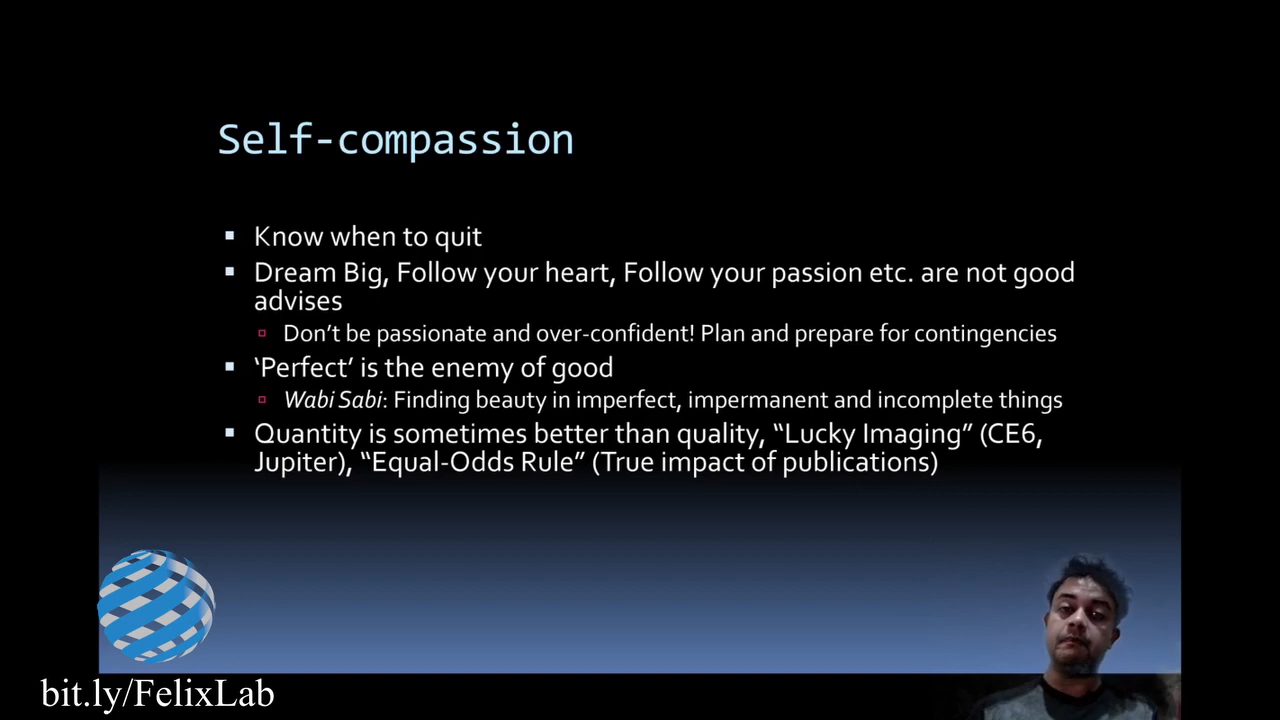 Self-compassion
Know when to quit
Dream Big, Follow your heart, Follow your passion etc. are not good
advises
Don’t be passionate and over-confident! Plan and prepare for contingencies
‘Perfect’ is the enemy of good
Wabi Sabi: Finding beauty in imperfect, impermanent and incomplete things
Quantity is sometimes better than quality, “Lucky Imaging” (CE6,
Jupiter), “Equal-Odds Rule” (True impact of publications)
bit.ly/FelixLab